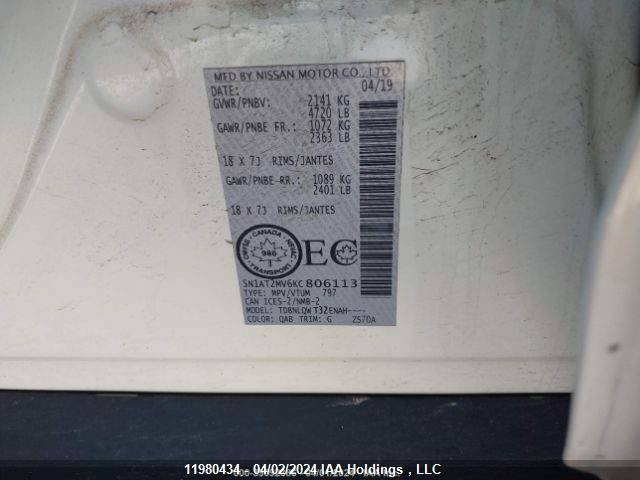 MFD BY NISSAN MOTOR CO., LTD
DATE: 04/19
GVWR/PNBV: 2141 KG
4720 LB
GAWR/PNBE FR.: 1072 KG
2363 LB
18 X 7J RIMS/JANTES
GAWR/PNBE RR.: 1089 KG
2401 LB
18 X 7J RIMS/JANTES
CANADA
986
EC
5N1AT2MV6KC806113
TYPE: MPV/VTUM 797
CAN ICES-2/NMB-2
MODEL: TDBNLQWT32ENAH----
COLOR: QAB TRIM: G ZS70A
11980434 - 04/02/2024 IAA Holdings , LLC